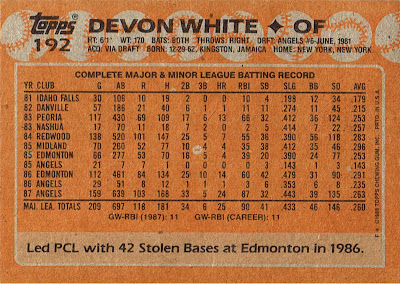 Topps DEVON WHITE ✦ OF
192 HT: 6'1" WT: 170 BATS: BOTH THROWS: RIGHT DRFT: ANGELS #6-JUNE, 1981
ACQ: VIA DRAFT BORN: 12-29-62, KINGSTON, JAMAICA HOME: NEW YORK, NEW YORK
COMPLETE MAJOR & MINOR LEAGUE BATTING RECORD
YR CLUB G AB R H 2B 3B HR RBI SB SLG BB SO AVG
81 IDAHO FALLS 30 106 10 19 2 0 0 10 4 .198 12 34 .179
82 DANVILLE 57 186 21 40 6 1 1 11 11 .274 11 45 .215
83 PEORIA 117 430 69 109 17 6 13 66 32 .412 36 124 .253
83 NASHUA 17 70 11 18 7 2 0 2 5 .414 7 22 .257
84 REDWOOD 138 520 101 147 25 5 7 55 36 .390 56 118 .283
85 MIDLAND 70 260 52 77 10 4 4 35 38 .412 35 46 .296
85 EDMONTON 66 277 53 70 16 5 4 39 20 .390 24 77 .253
85 ANGELS 21 7 7 1 0 0 0 0 3 .143 1 3 .143
86 EDMONTON 112 461 84 134 25 10 14 60 42 .479 31 90 .291
86 ANGELS 29 51 8 12 1 1 1 3 6 .353 6 8 .235
87 ANGELS 159 639 103 168 33 5 24 87 32 .443 39 135 .263
MAJ. LEA. TOTALS 209 697 118 181 34 6 25 90 41 .433 46 146 .260
GW-RBI (1987): 11 GW-RBI (CAREER): 11
Led PCL with 42 Stolen Bases at Edmonton in 1986.